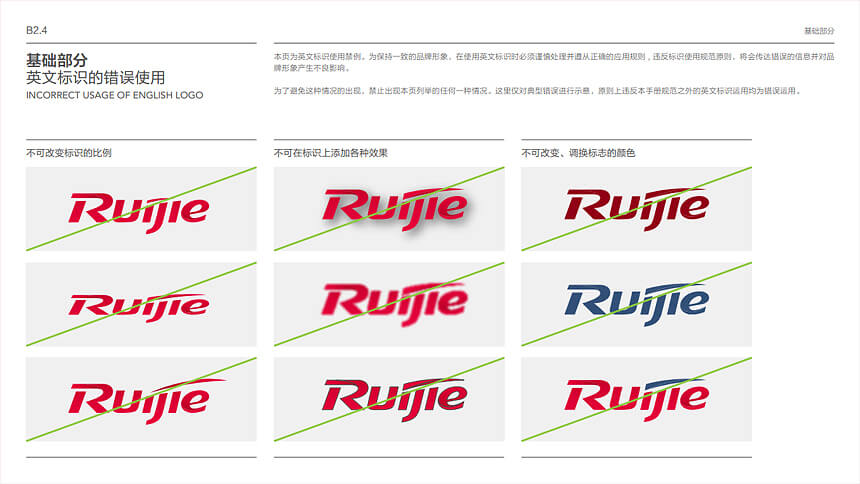 B2.4
基础部分
基础部分
英文标识的错误使用
INCORRECT USAGE OF ENGLISH LOGO
本页为英文标识使用禁例。为保持一致的品牌形象，在使用英文标识时必须谨慎处理并遵从正确的应用规则，违反标识使用规范原则，将会传达错误的信息并对品
牌形象产生不良影响。
为了避免这种情况的出现，禁止出现本页列举的任何一种情况。这里仅对典型错误进行示意，原则上违反本手册规范之外的英文标识运用均为错误运用。
不可改变标识的比例
不可在标识上添加各种效果
不可改变、调换标志的颜色
Ruijie
Ruijie
Ruijie
Ruijie
Ruijie
Ruijie
Ruijie
Ruijie
Ruijie